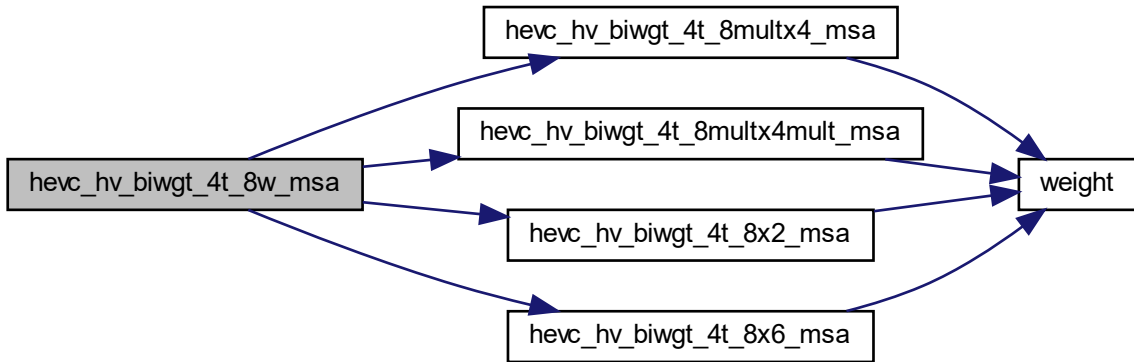 hevc_hv_biwgt_4t_8multx4_msa
hevc_hv_biwgt_4t_8multx4mult_msa
hevc_hv_biwgt_4t_8w_msa
weight
hevc_hv_biwgt_4t_8x2_msa
hevc_hv_biwgt_4t_8x6_msa